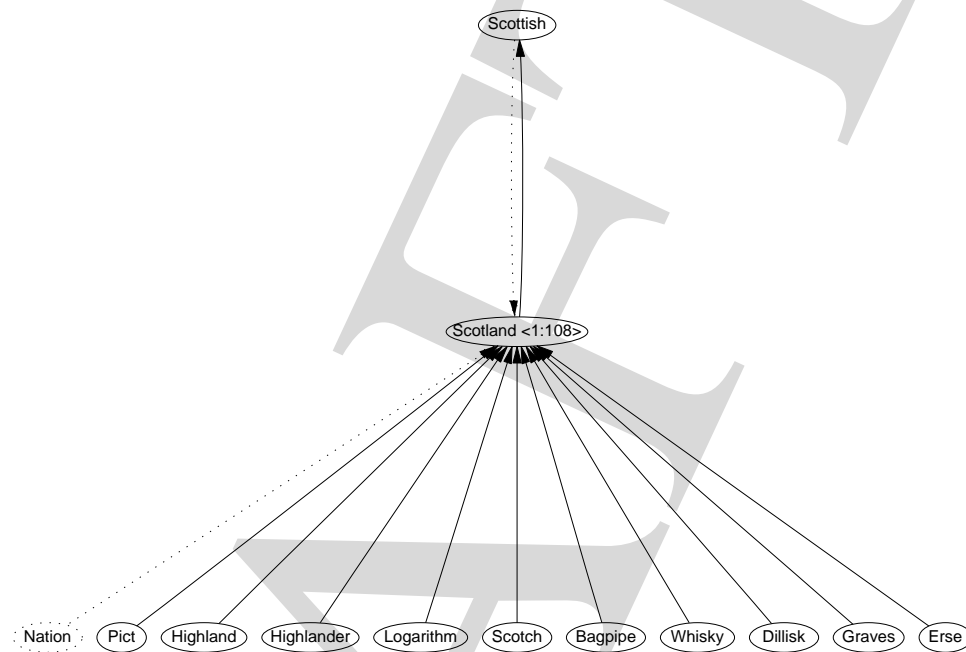 Scottish
Scotland <1:108>
Nation Pict Highland Highlander Logarithm Scotch Bagpipe Whisky Dillisk Graves Erse